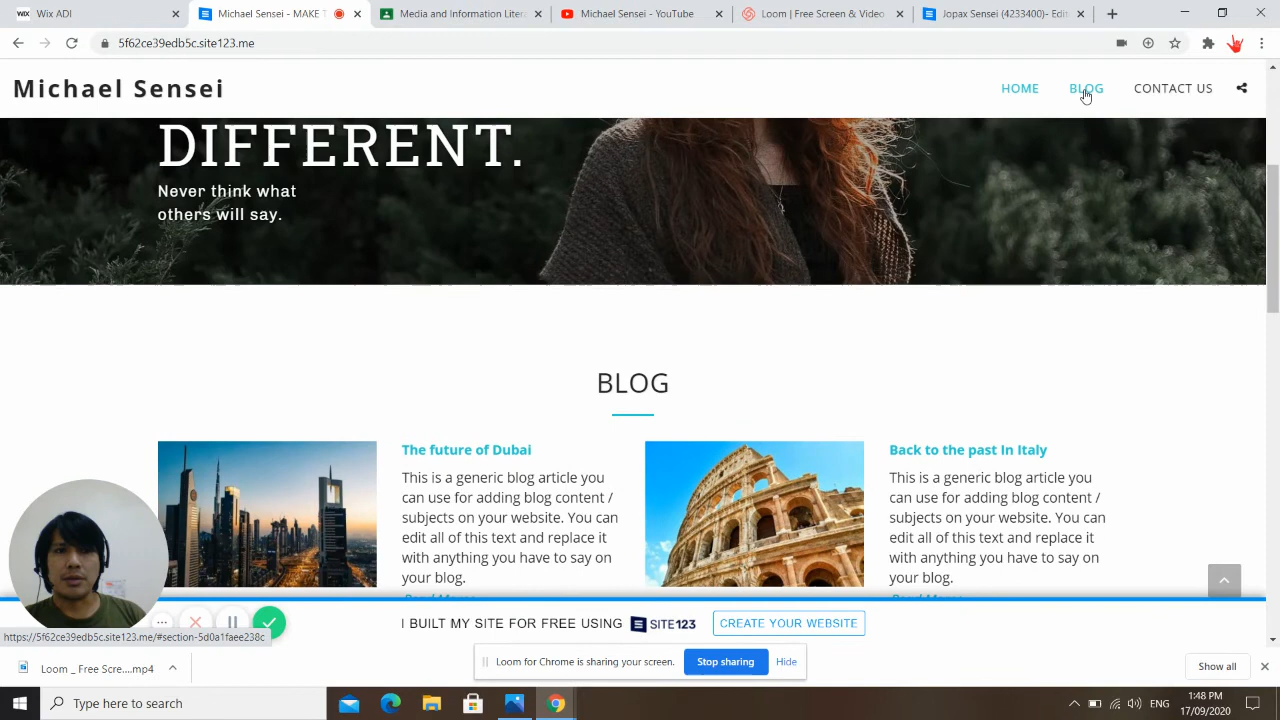 Wix ADI
Michael Sensei - MAKE T
Media and Information Litera
Michael Sensei - YouTube
Loom | Free Screen & Video
Jopax Sensei (4233400)- Edit
5f62ce39edb5c.site123.me
Michael Sensei
HOME
BLOG
CONTACT US
DIFFERENT.
Never think what
others will say.
BLOG
The future of Dubai
This is a generic blog article you
can use for adding blog content /
subjects on your website. You can
edit all of this text and replace it
with anything you have to say on
your blog.
Back to the past In Italy
This is a generic blog article you
can use for adding blog content /
subjects on your website. You can
edit all of this text and replace it
with anything you have to say on
your blog.
I BUILT MY SITE FOR FREE USING SITE123
CREATE YOUR WEBSITE
https://5f62ce39edb5c.site123.me/#section-5d0a1faee238c
Loom for Chrome is sharing your screen.
Stop sharing
Hide
Loom _ Free Scre....mp4
Show all
Type here to search
ENG
1:48 PM
17/09/2020